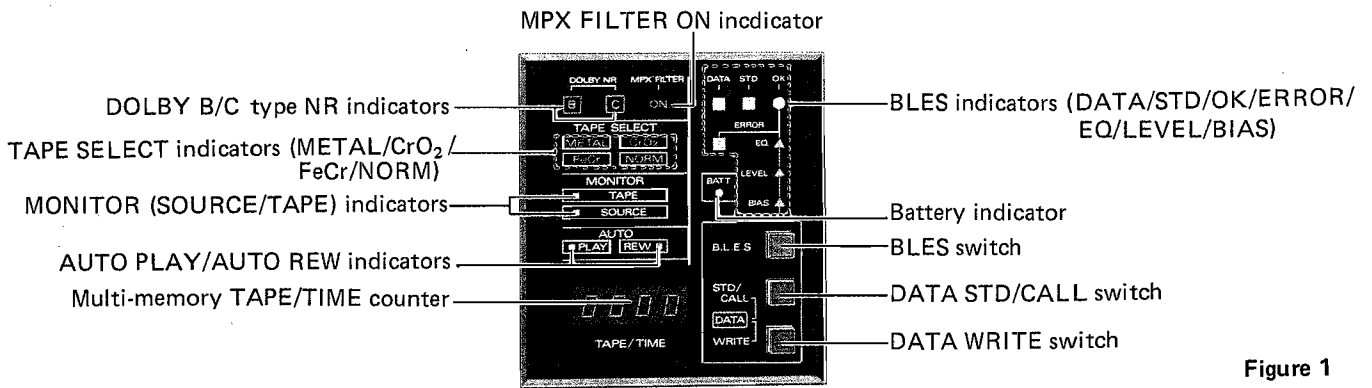 MPX FILTER ON incdicator
DOLBY B/C type NR indicators
TAPE SELECT indicators (METAL/CrO₂/
FeCr/NORM)
MONITOR (SOURCE/TAPE) indicators
AUTO PLAY/AUTO REW indicators
Multi-memory TAPE/TIME counter
DOLBY NR MPX FILTER
B C ON
TAPE SELECT
METAL CrO₂
FeCr NORM
MONITOR
TAPE
SOURCE
AUTO
PLAY REW
TAPE/TIME
DATA STD OK
ERROR
EQ
LEVEL
BATT
BIAS
B.L.E.S
STD/
CALL
DATA
WRITE
BLES indicators (DATA/STD/OK/ERROR/
EQ/LEVEL/BIAS)
Battery indicator
BLES switch
DATA STD/CALL switch
DATA WRITE switch
Figure 1